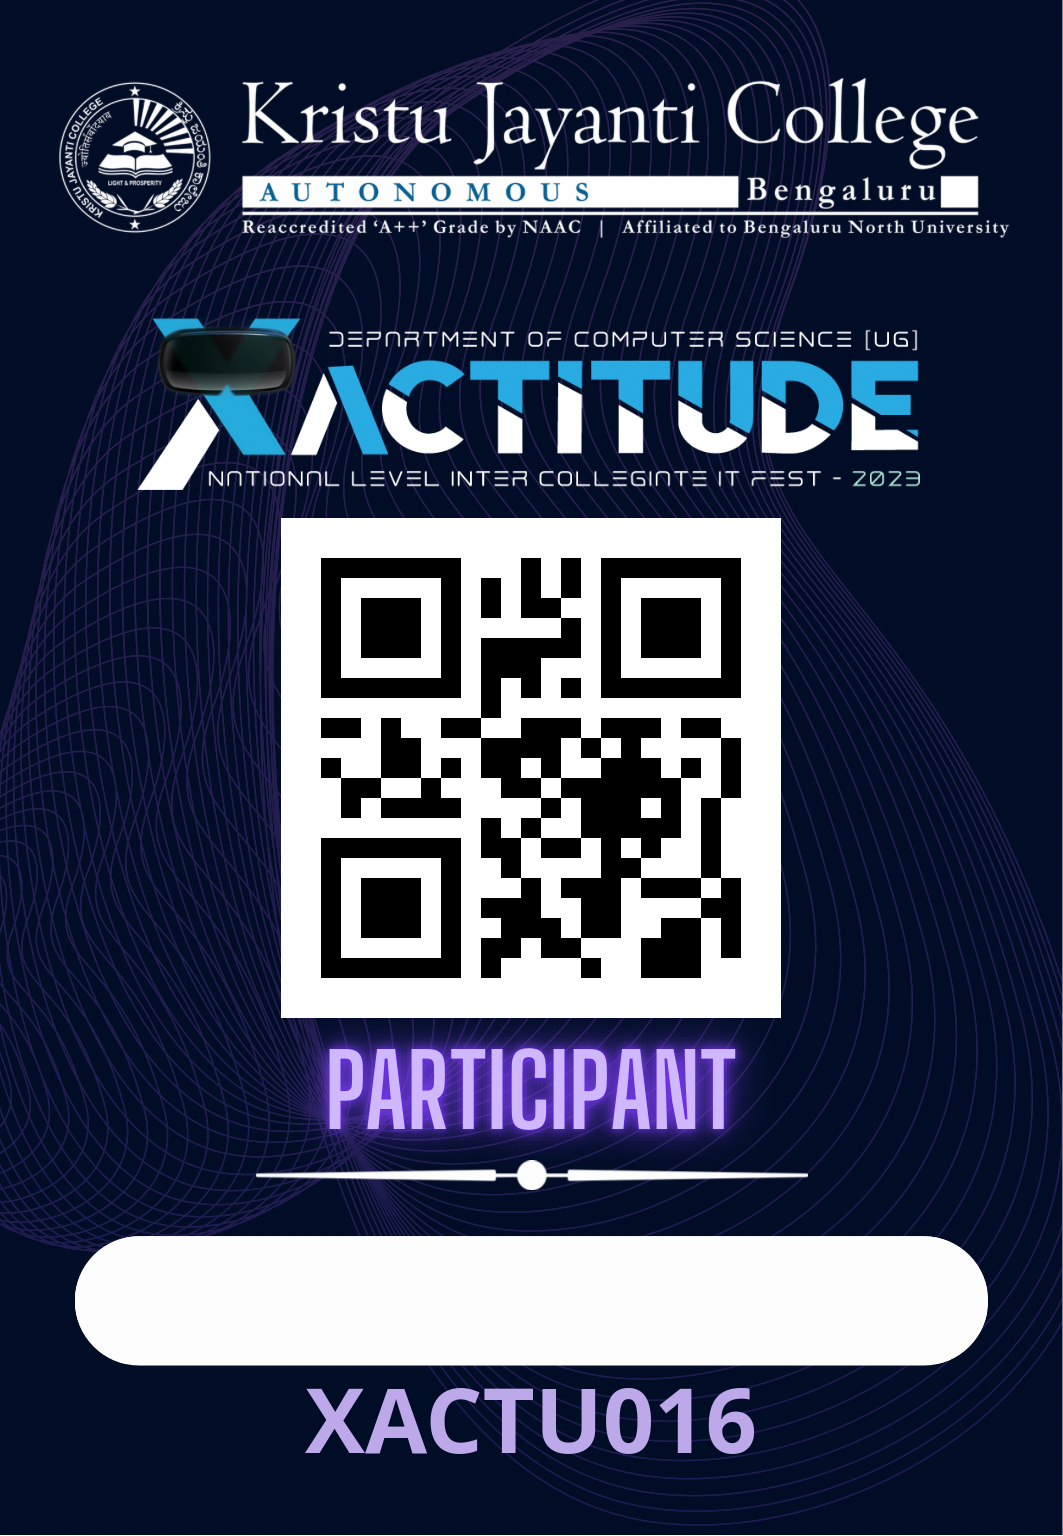 KRISTU JAYANTI COLLEGE
LIGHT & PROSPERITY
Kristu Jayanti College
AUTONOMOUS Bengaluru
Reaccredited ‘A++’ Grade by NAAC | Affiliated to Bengaluru North University
DEPARTMENT OF COMPUTER SCIENCE [UG]
XACTITUDE
NATIONAL LEVEL INTER COLLEGIATE IT FEST - 2023
PARTICIPANT
XACTU016